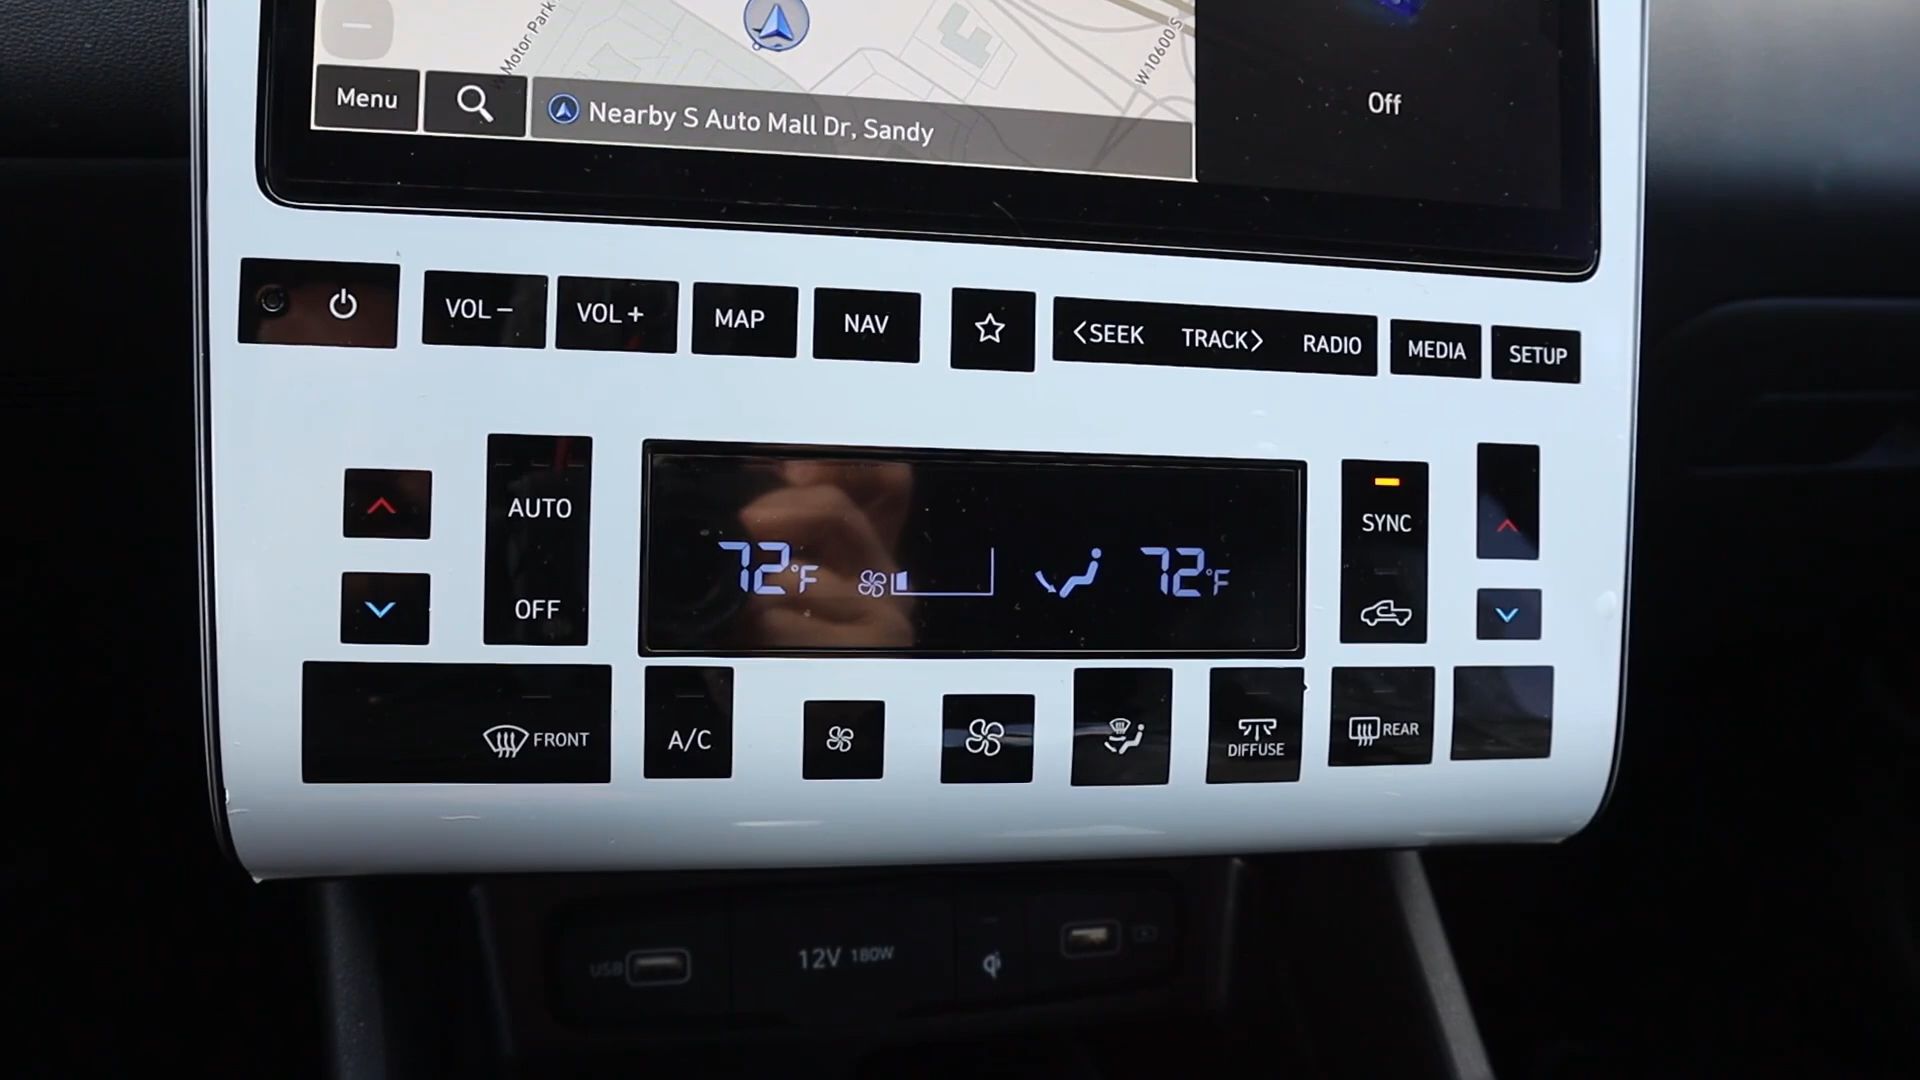 Motor Park
W 10600 S
Menu
Nearby S Auto Mall Dr, Sandy
Off
VOL −
VOL +
MAP
NAV
<SEEK
TRACK>
RADIO
MEDIA
SETUP
AUTO
OFF
72°F
72°F
SYNC
FRONT
A/C
DIFFUSE
REAR
USB
12V 180W